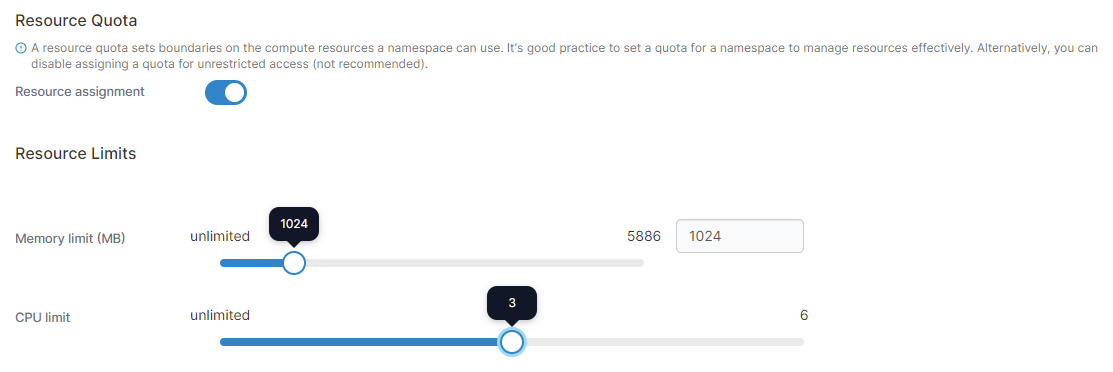 Resource Quota
A resource quota sets boundaries on the compute resources a namespace can use. It's good practice to set a quota for a namespace to manage resources effectively. Alternatively, you can
disable assigning a quota for unrestricted access (not recommended).
Resource assignment
Resource Limits
1024
Memory limit (MB) unlimited 5886 1024
3
CPU limit unlimited 6